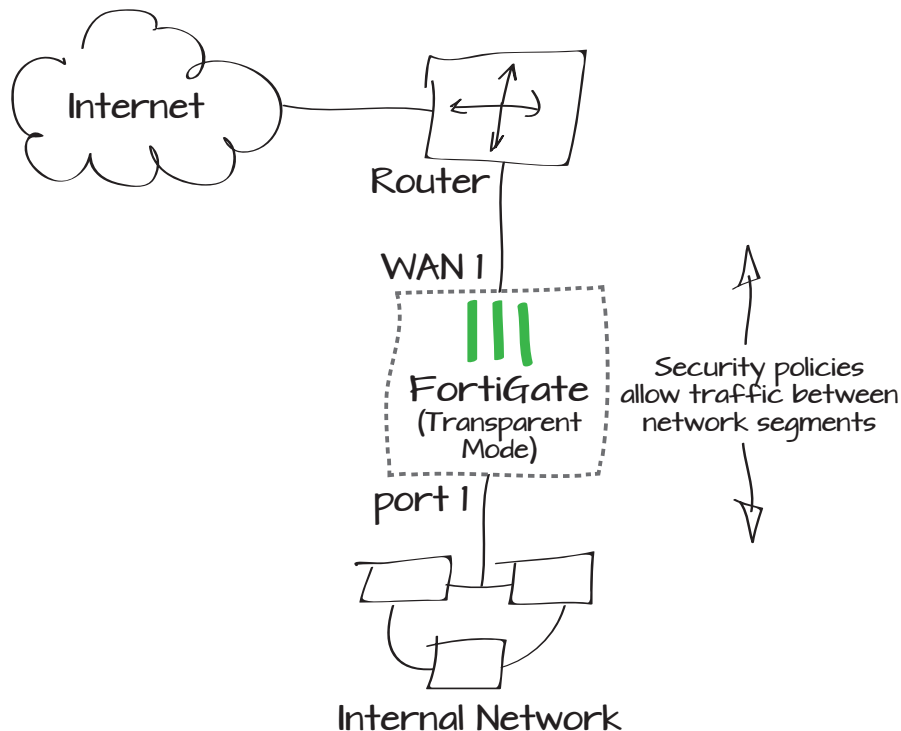 Internet
Router
WAN 1
FortiGate
(Transparent
Mode)
Security policies
allow traffic between
network segments
port 1
Internal Network